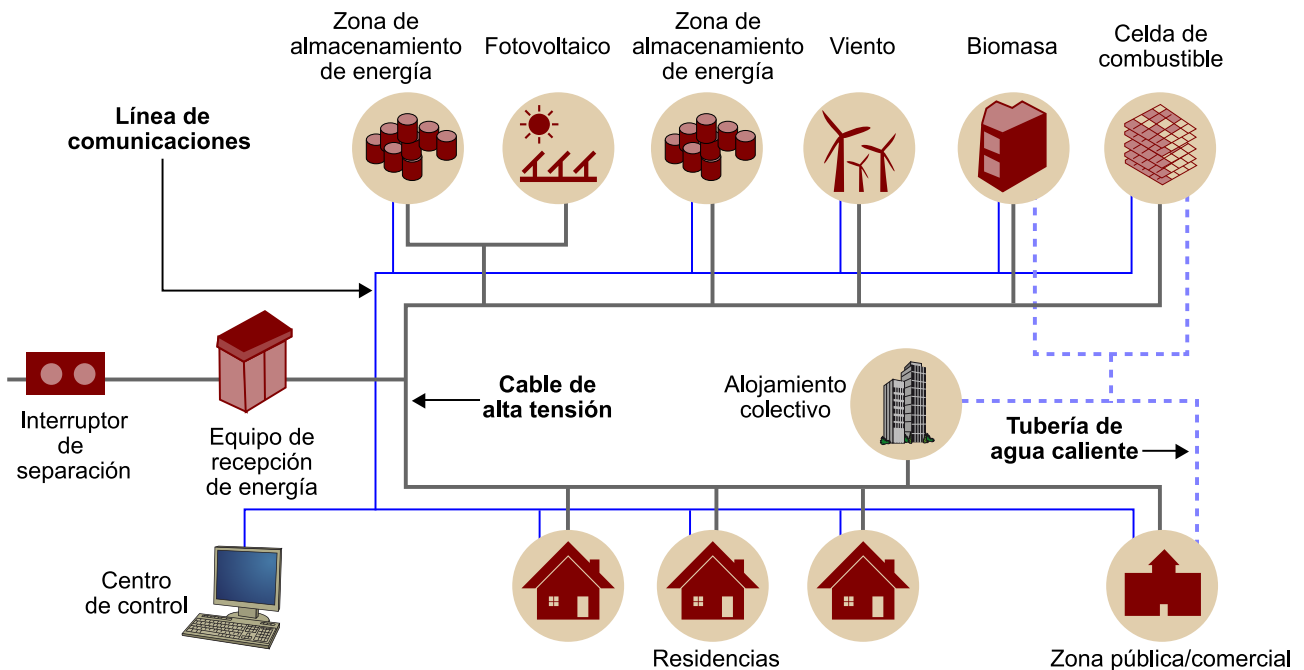 Zona de
almacenamiento
de energía
Fotovoltaico
Zona de
almacenamiento
de energía
Viento
Biomasa
Celda de
combustible
Línea de
comunicaciones
Interruptor
de
separación
Equipo de
recepción
de energía
Cable de
alta tensión
Alojamiento
colectivo
Tubería de
agua caliente
Centro
de control
Residencias
Zona pública/comercial